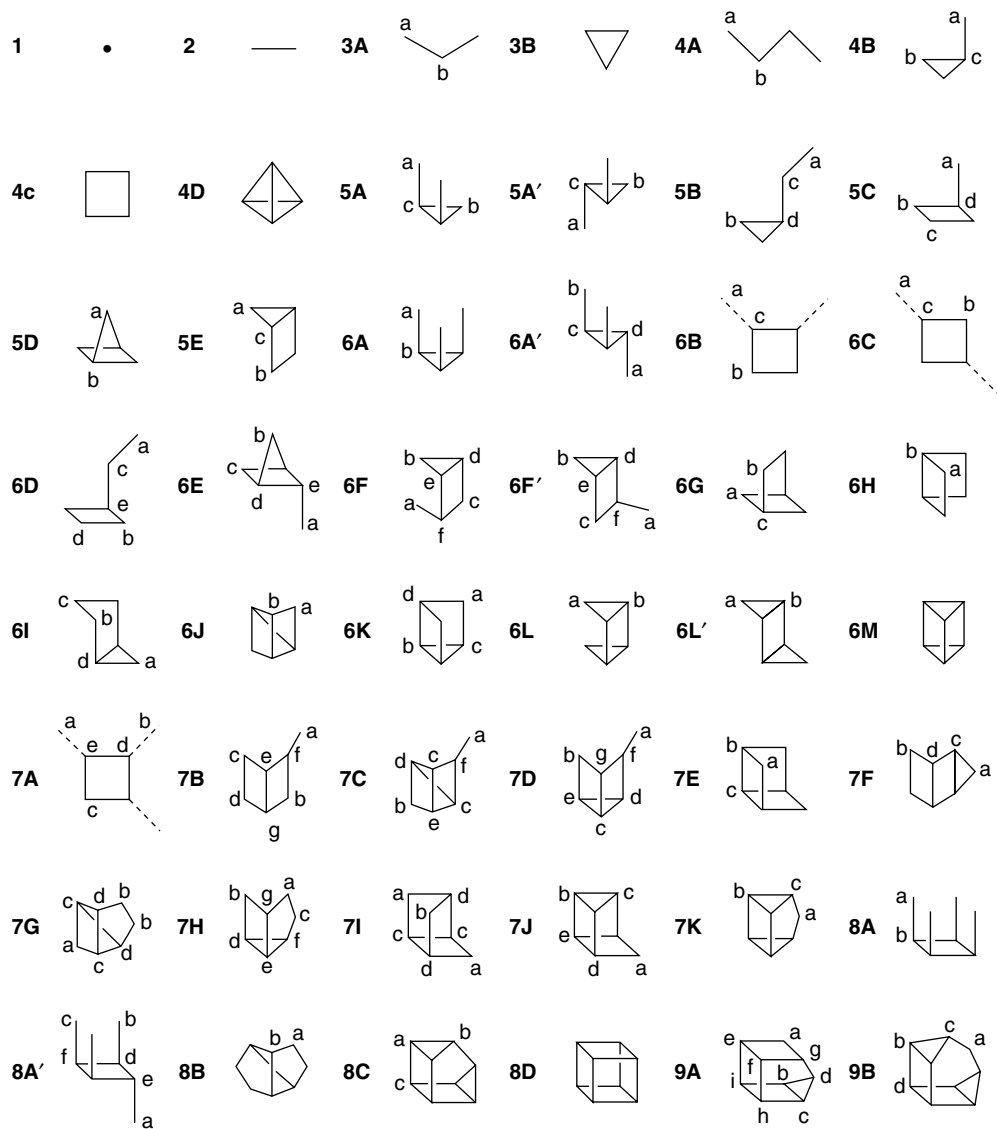 1 2 3A a b 3B 4A a b 4B a b c
4c 4D 5A a c b 5A′ c b a 5B a c b d 5C a b d c
5D a b 5E a c b 6A a b 6A′ b c d a 6B a c b 6C a c b
6D a c e d b 6E b c d e a 6F b d e a c f 6F′ b d e c f a 6G b a c 6H b a
6I c b d a 6J b a 6K d a b c 6L a b 6L′ a b 6M
7A a b e d c 7B a c e f d b g 7C a d c f b c e 7D a b g f e d c 7E b a c 7F b d c a
7G c d b b a d c 7H b g a c d f e 7I a d b c c d a 7J b c e d a 7K b c a 8A a b
8A′ c b f d e a 8B b a 8C a b c 8D 9A e a f g b d i h c 9B c b a d